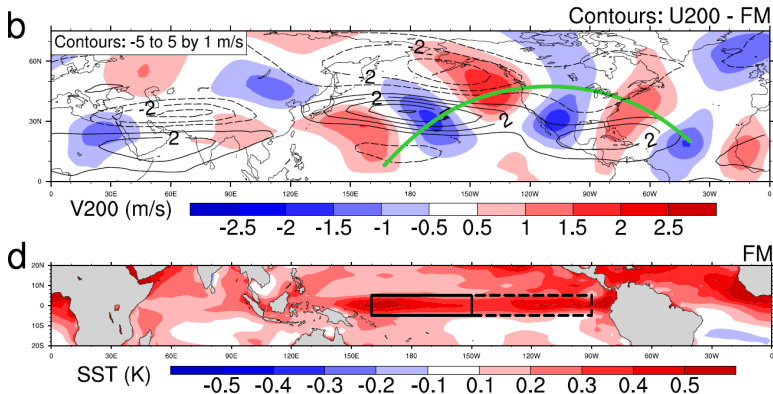 b
Contours: U200 - FM
Contours: -5 to 5 by 1 m/s
60N
30N
0
-2
-2
2
-2
2
2
2
0 30E 60E 90E 120E 150E 180 150W 120W 90W 60W 30W 0
V200 (m/s)
-2.5 -2 -1.5 -1 -0.5 0.5 1 1.5 2 2.5
d
FM
20N
10N
0
10S
20S
0 30E 60E 90E 120E 150E 180 150W 120W 90W 60W 30W 0
SST (K)
-0.5 -0.4 -0.3 -0.2 -0.1 0.1 0.2 0.3 0.4 0.5